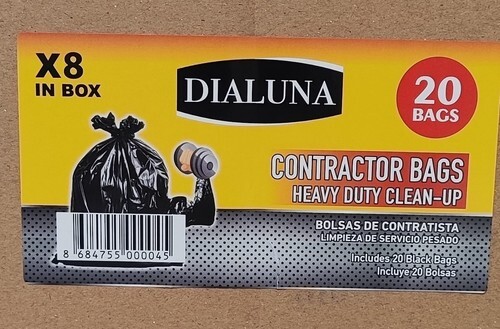 X8
IN BOX
DIALUNA
20
BAGS
CONTRACTOR BAGS
HEAVY DUTY CLEAN-UP
BOLSAS DE CONTRATISTA
LIMPIEZA DE SERVICIO PESADO
Includes 20 Black Bags
Incluye 20 Bolsas
8 684755 000045